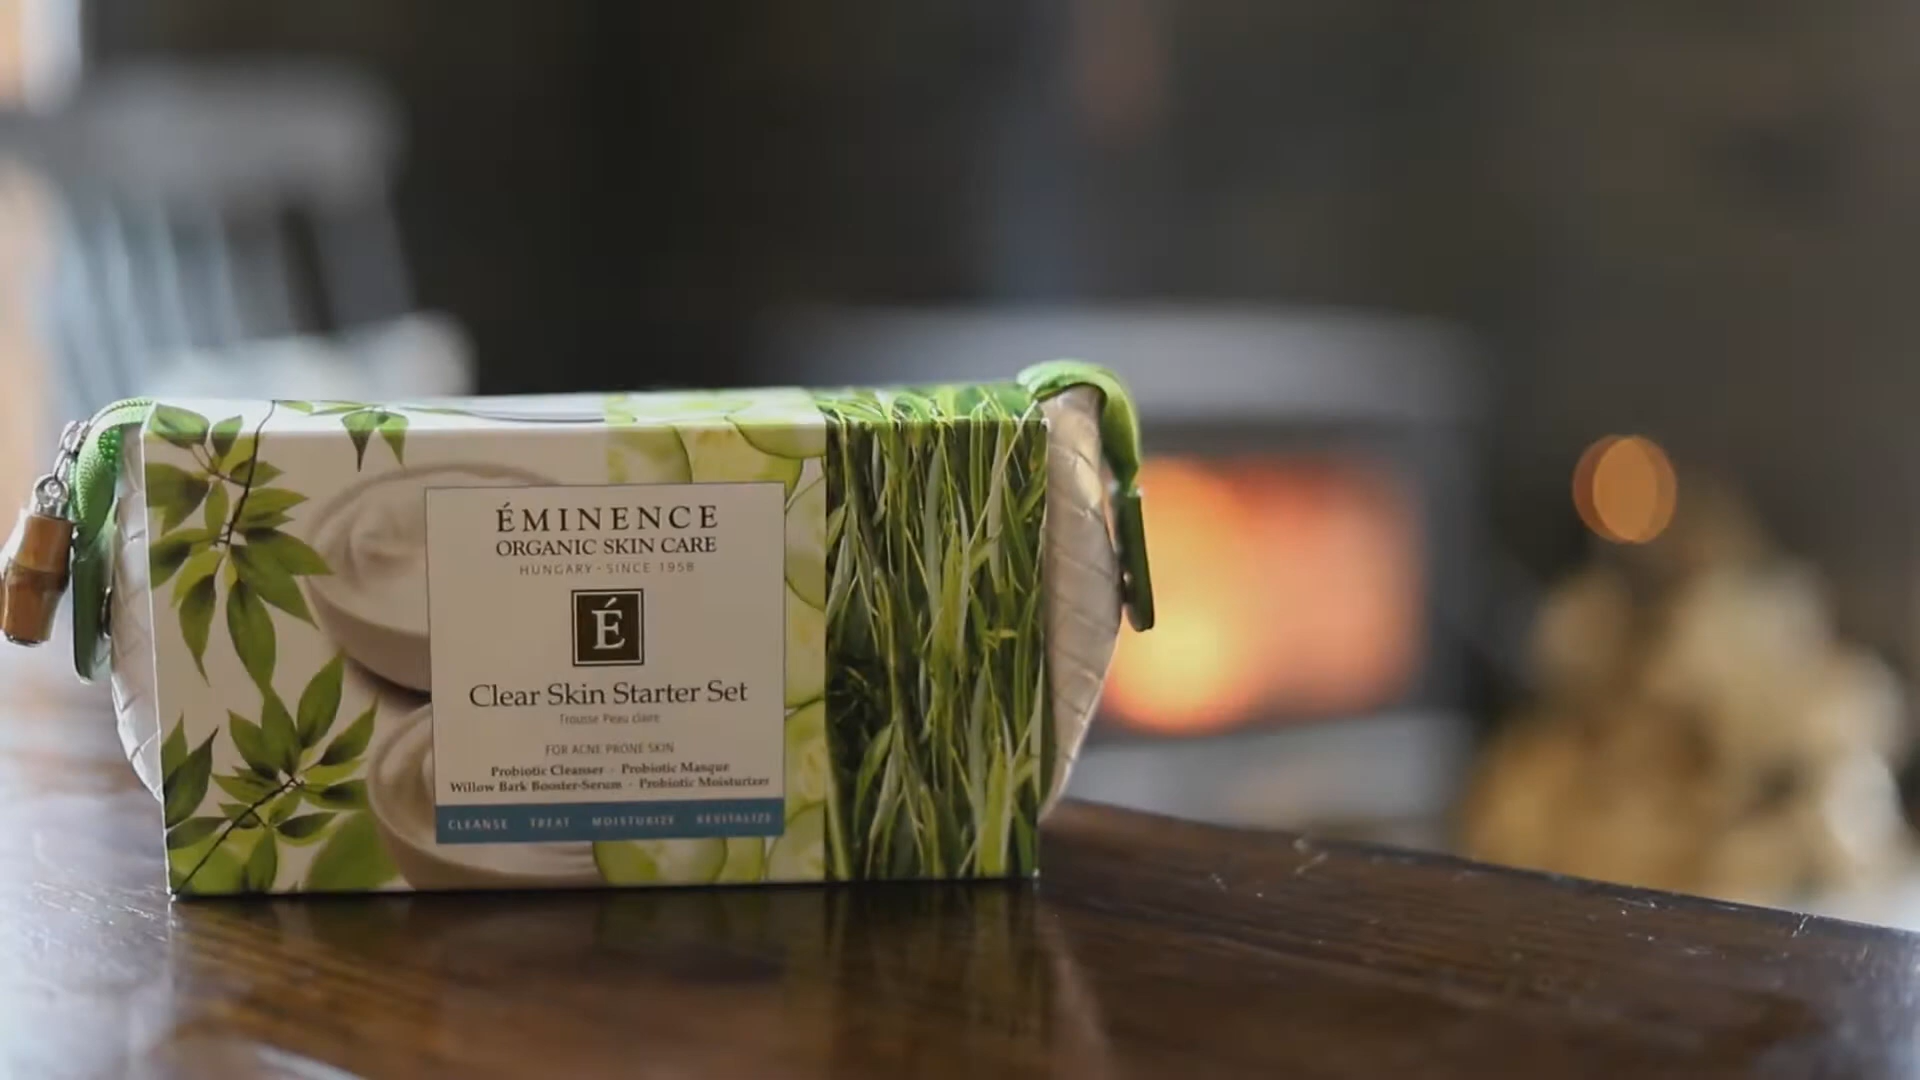 ÉMINENCE
ORGANIC SKIN CARE
HUNGARY · SINCE 1958
É
Clear Skin Starter Set
Trousse Peau claire
FOR ACNE PRONE SKIN
Probiotic Cleanser · Probiotic Masque
Willow Bark Booster-Serum · Probiotic Moisturizer
CLEANSE TREAT MOISTURIZE REVITALIZE